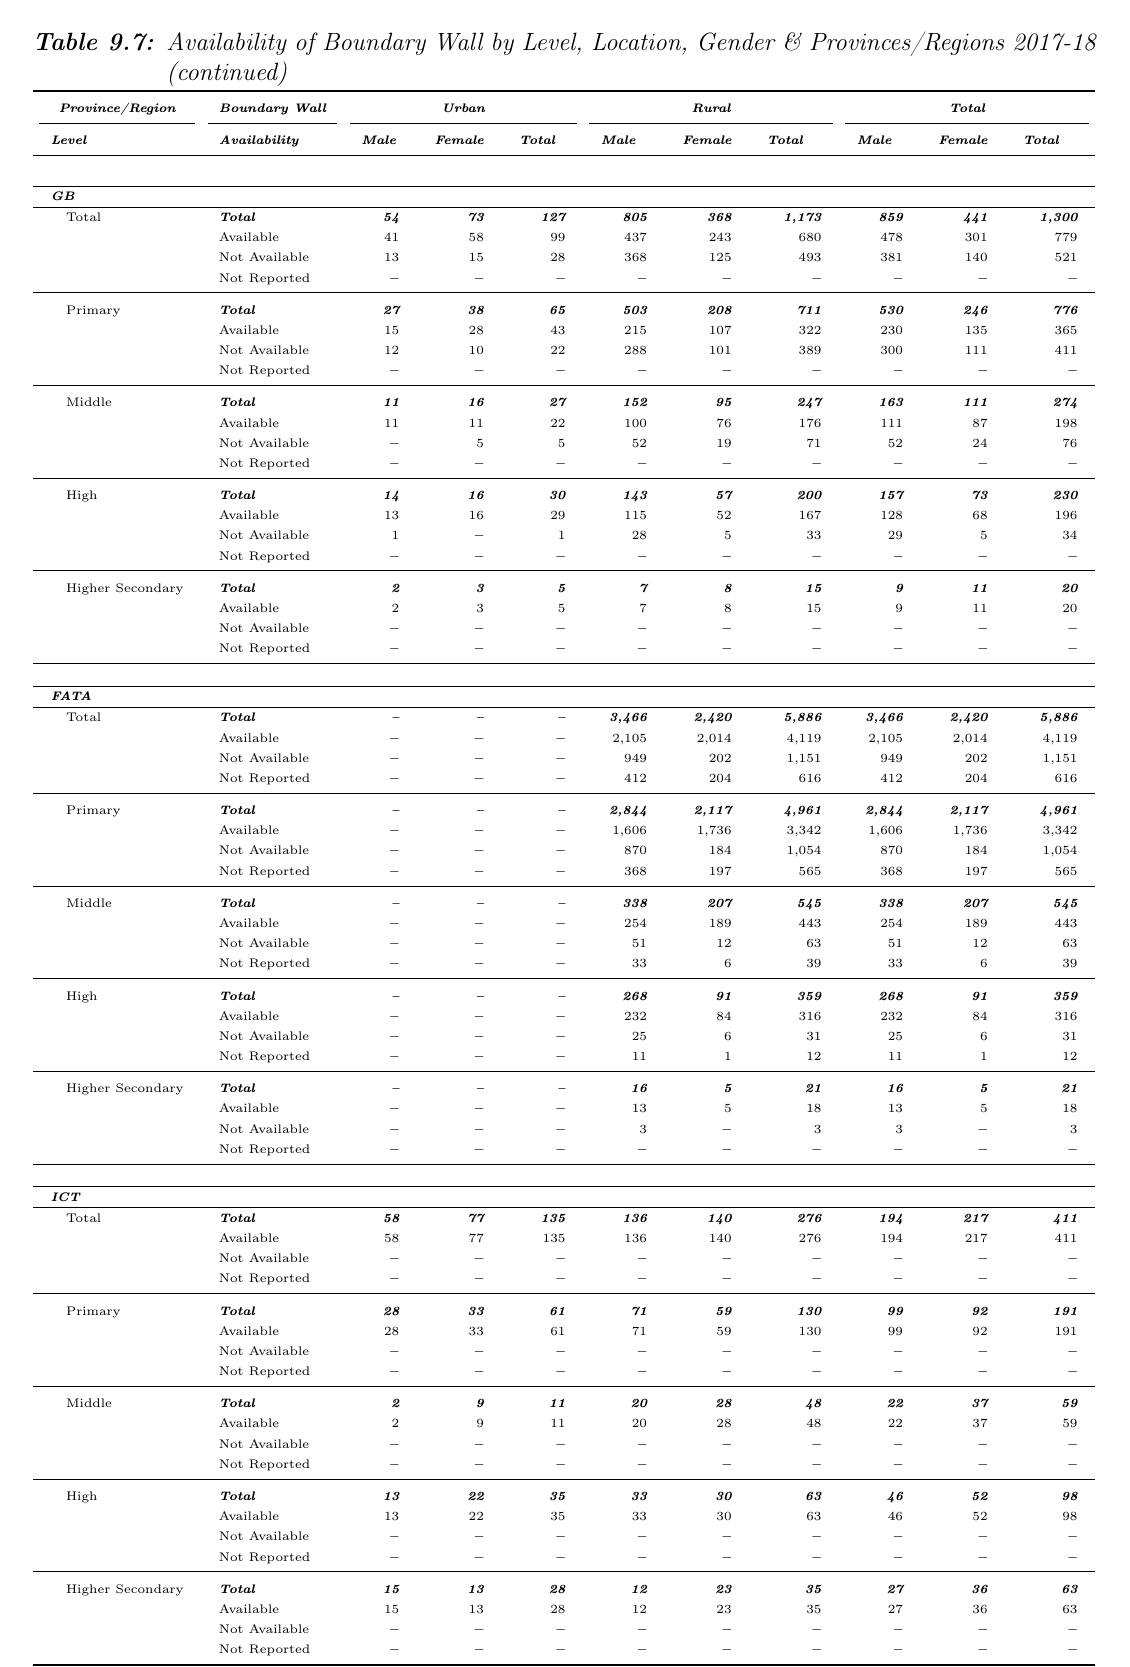 Table 9.7: Availability of Boundary Wall by Level, Location, Gender & Provinces/Regions 2017-18
(continued)
Province/Region Boundary Wall Urban Rural Total
Level Availability Male Female Total Male Female Total Male Female Total
GB
Total Total 54 73 127 805 368 1,173 859 441 1,300
Available 41 58 99 437 243 680 478 301 779
Not Available 13 15 28 368 125 493 381 140 521
Not Reported – – – – – – – – –
Primary Total 27 38 65 503 208 711 530 246 776
Available 15 28 43 215 107 322 230 135 365
Not Available 12 10 22 288 101 389 300 111 411
Not Reported – – – – – – – – –
Middle Total 11 16 27 152 95 247 163 111 274
Available 11 11 22 100 76 176 111 87 198
Not Available – 5 5 52 19 71 52 24 76
Not Reported – – – – – – – – –
High Total 14 16 30 143 57 200 157 73 230
Available 13 16 29 115 52 167 128 68 196
Not Available 1 – 1 28 5 33 29 5 34
Not Reported – – – – – – – – –
Higher Secondary Total 2 3 5 7 8 15 9 11 20
Available 2 3 5 7 8 15 9 11 20
Not Available – – – – – – – – –
Not Reported – – – – – – – – –
FATA
Total Total – – – 3,466 2,420 5,886 3,466 2,420 5,886
Available – – – 2,105 2,014 4,119 2,105 2,014 4,119
Not Available – – – 949 202 1,151 949 202 1,151
Not Reported – – – 412 204 616 412 204 616
Primary Total – – – 2,844 2,117 4,961 2,844 2,117 4,961
Available – – – 1,606 1,736 3,342 1,606 1,736 3,342
Not Available – – – 870 184 1,054 870 184 1,054
Not Reported – – – 368 197 565 368 197 565
Middle Total – – – 338 207 545 338 207 545
Available – – – 254 189 443 254 189 443
Not Available – – – 51 12 63 51 12 63
Not Reported – – – 33 6 39 33 6 39
High Total – – – 268 91 359 268 91 359
Available – – – 232 84 316 232 84 316
Not Available – – – 25 6 31 25 6 31
Not Reported – – – 11 1 12 11 1 12
Higher Secondary Total – – – 16 5 21 16 5 21
Available – – – 13 5 18 13 5 18
Not Available – – – 3 – 3 3 – 3
Not Reported – – – – – – – – –
ICT
Total Total 58 77 135 136 140 276 194 217 411
Available 58 77 135 136 140 276 194 217 411
Not Available – – – – – – – – –
Not Reported – – – – – – – – –
Primary Total 28 33 61 71 59 130 99 92 191
Available 28 33 61 71 59 130 99 92 191
Not Available – – – – – – – – –
Not Reported – – – – – – – – –
Middle Total 2 9 11 20 28 48 22 37 59
Available 2 9 11 20 28 48 22 37 59
Not Available – – – – – – – – –
Not Reported – – – – – – – – –
High Total 13 22 35 33 30 63 46 52 98
Available 13 22 35 33 30 63 46 52 98
Not Available – – – – – – – – –
Not Reported – – – – – – – – –
Higher Secondary Total 15 13 28 12 23 35 27 36 63
Available 15 13 28 12 23 35 27 36 63
Not Available – – – – – – – – –
Not Reported – – – – – – – – –